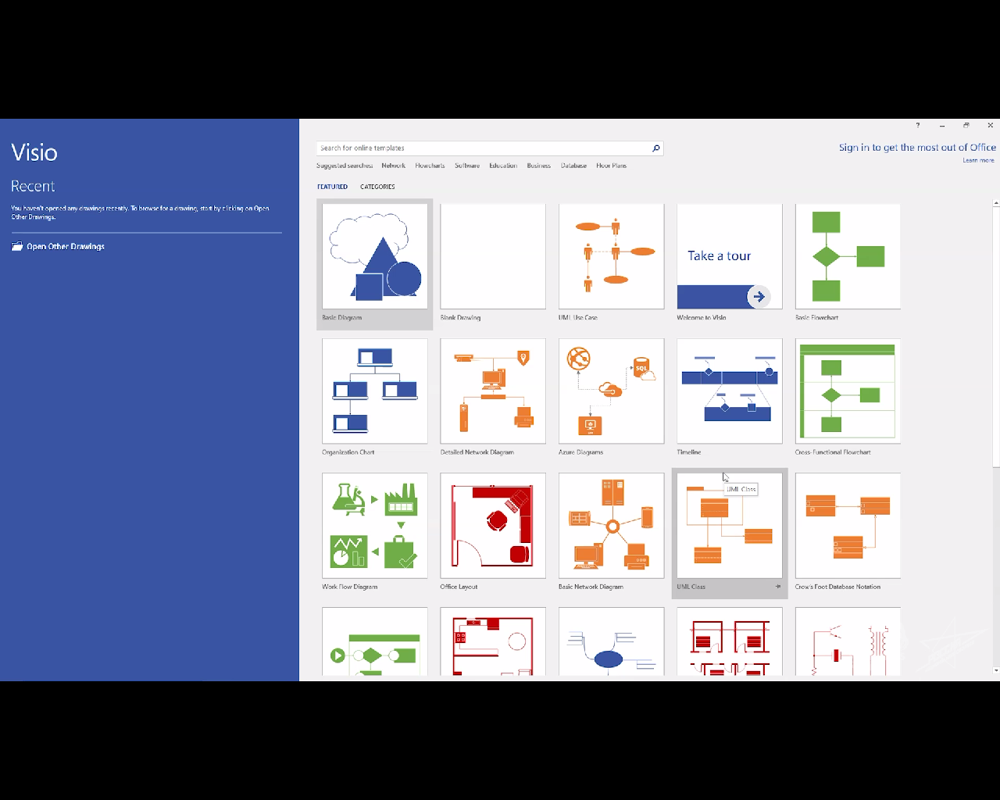 Visio
Recent
You haven't opened any drawings recently. To browse for a drawing, start by clicking on Open
Other Drawings.
Open Other Drawings
?
Search for online templates
Sign in to get the most out of Office
Learn more
Suggested searches: Network Flowcharts Software Education Business Database Floor Plans
FEATURED CATEGORIES
Take a tour
Basic Diagram Blank Drawing UML Use Case Welcome to Visio Basic Flowchart
SQL
Organization Chart Detailed Network Diagram Azure Diagrams Timeline Cross-Functional Flowchart
UML Class
Work Flow Diagram Office Layout Basic Network Diagram UML Class Crow's Foot Database Notation